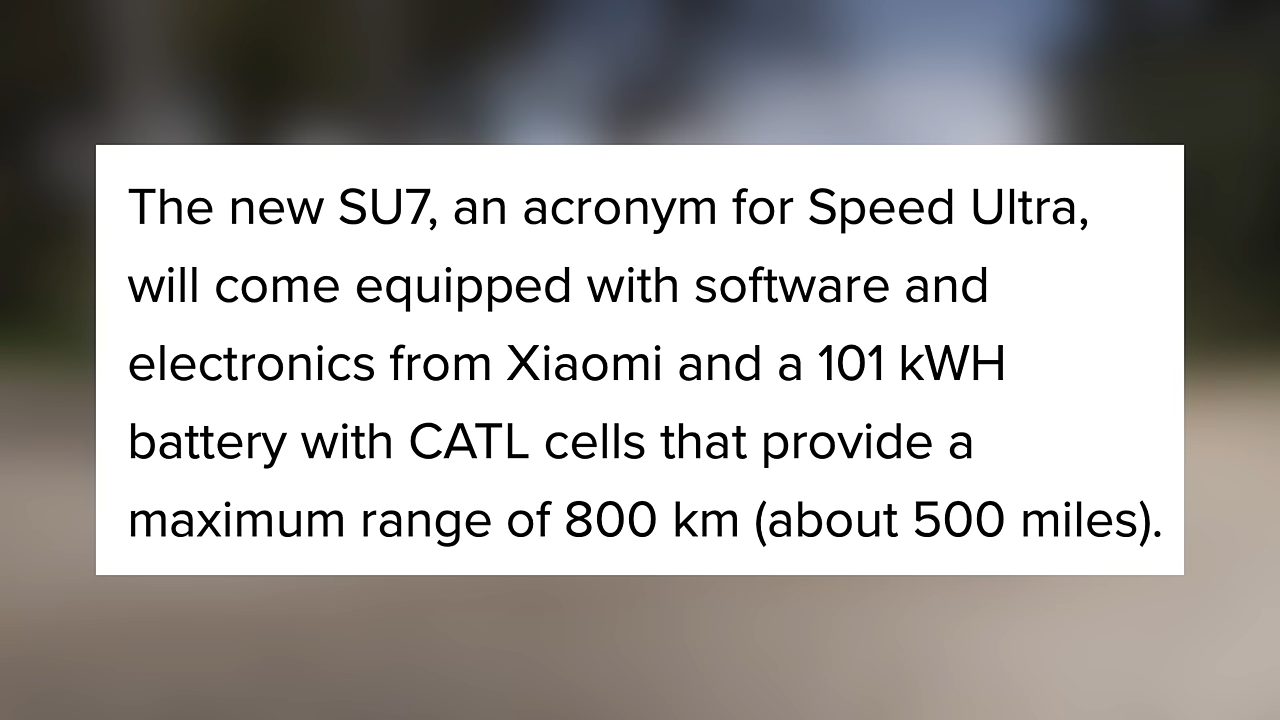 The new SU7, an acronym for Speed Ultra,
will come equipped with software and
electronics from Xiaomi and a 101 kWH
battery with CATL cells that provide a
maximum range of 800 km (about 500 miles).